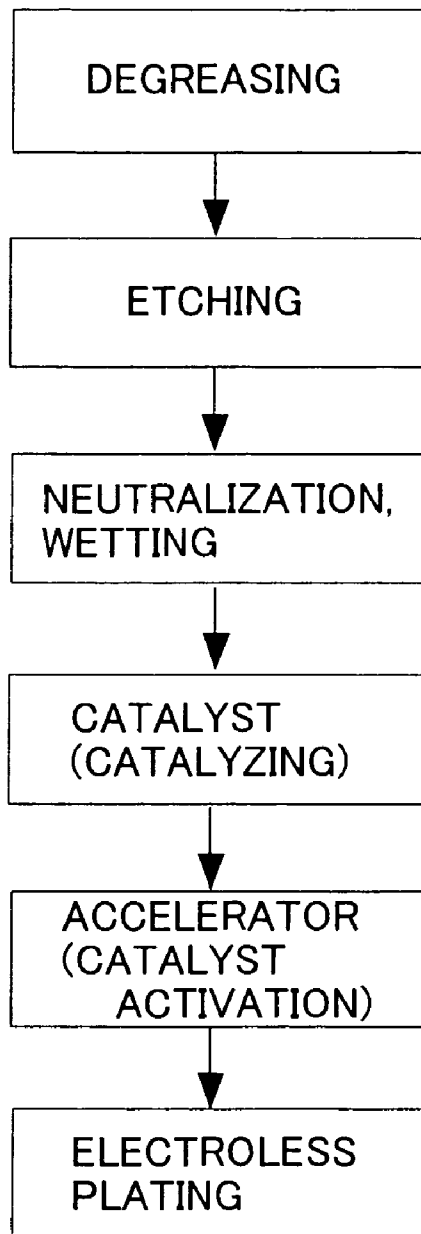 DEGREASING
ETCHING
NEUTRALIZATION,
WETTING
CATALYST
(CATALYZING)
ACCELERATOR
(CATALYST
ACTIVATION)
ELECTROLESS
PLATING